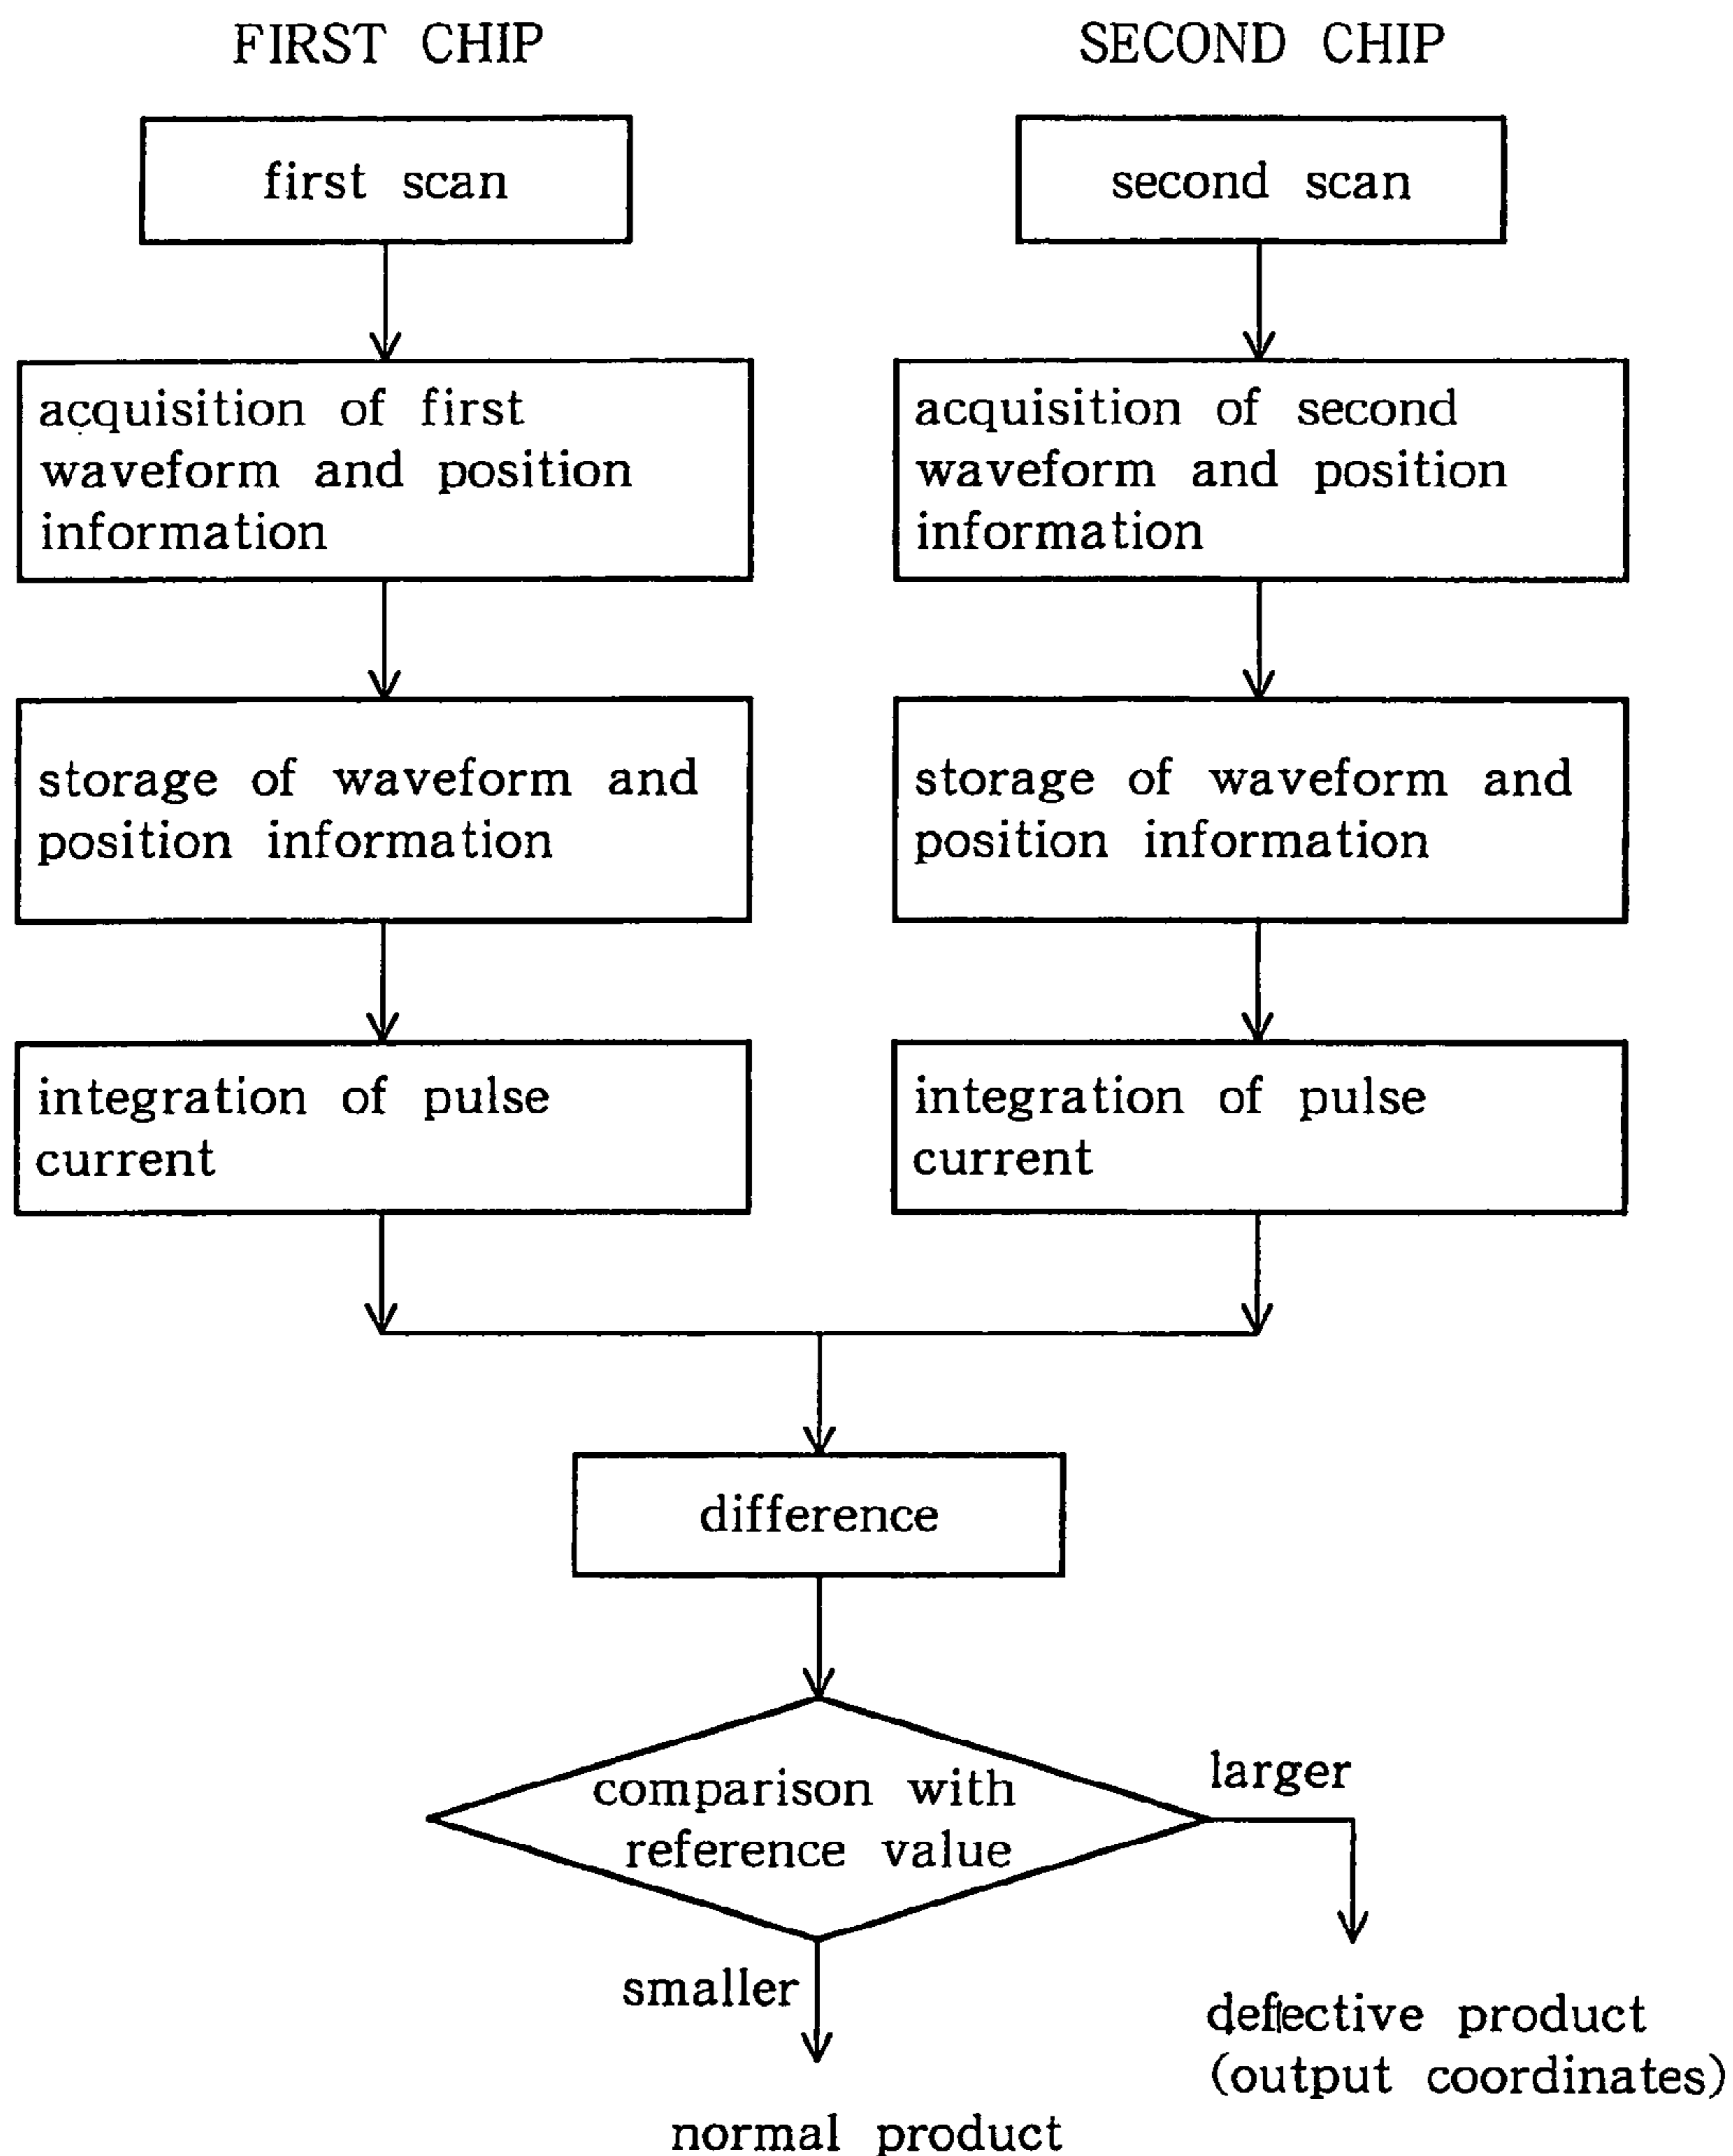 FIRST CHIP
SECOND CHIP
first scan
second scan
acquisition of first
waveform and position
information
acquisition of second
waveform and position
information
storage of waveform and
position information
storage of waveform and
position information
integration of pulse
current
integration of pulse
current
difference
comparison with
reference value
larger
smaller
defective product
(output coordinates)
normal product